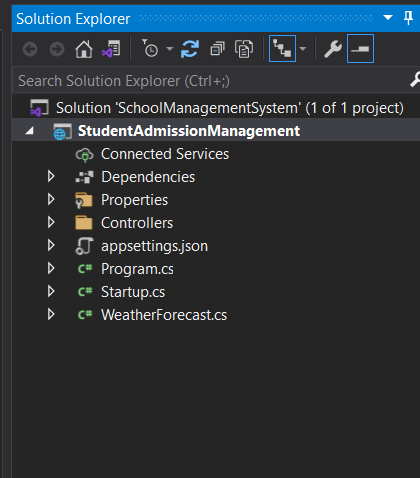 Solution Explorer
Search Solution Explorer (Ctrl+;)
Solution 'SchoolManagementSystem' (1 of 1 project)
StudentAdmissionManagement
Connected Services
Dependencies
Properties
Controllers
appsettings.json
C# Program.cs
C# Startup.cs
C# WeatherForecast.cs